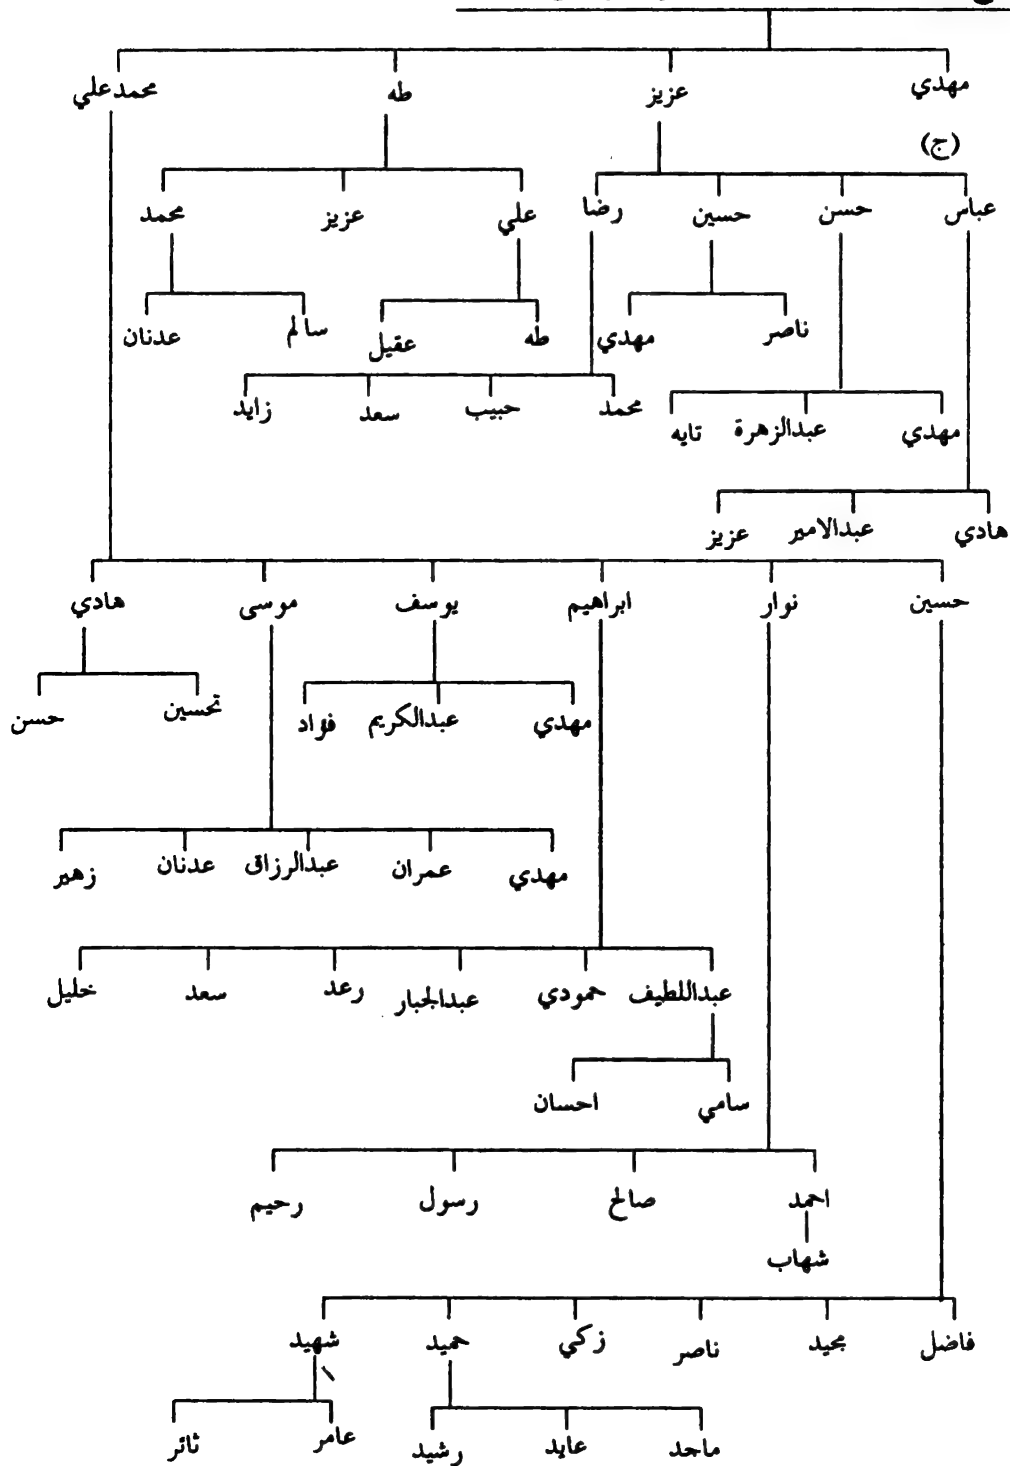 مهدي عزيز طه محمدعلي
(ج)
عباس حسن حسين رضا علي عزيز محمد
ناصر مهدي طه عقيل سالم عدنان
محمد حبيب سعد زايد
مهدي عبدالزهرة تايه
هادي عبدالامير عزيز
حسين نوار ابراهيم يوسف موسى هادي
مهدي عبدالكريم فؤاد تحسين حسن
مهدي عمران عبدالرزاق عدنان زهير
عبداللطيف حمودي عبدالجبار رعد سعد خليل
سامي احسان
احمد صالح رسول رحيم
شهاب
فاضل مجيد ناصر زكي حميد شهيد
ماجد عايد رشيد عامر ثائر